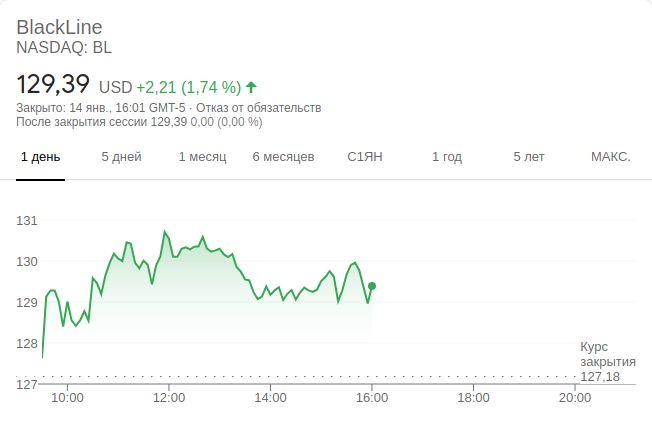 BlackLine
NASDAQ: BL
129,39 USD +2,21 (1,74 %)
Закрыто: 14 янв., 16:01 GMT-5 · Отказ от обязательств
После закрытия сессии 129,39 0,00 (0,00 %)
1 день 5 дней 1 месяц 6 месяцев С1ЯН 1 год 5 лет МАКС.
131
130
129
128
Курс
закрытия
127,18
127
10:00 12:00 14:00 16:00 18:00 20:00